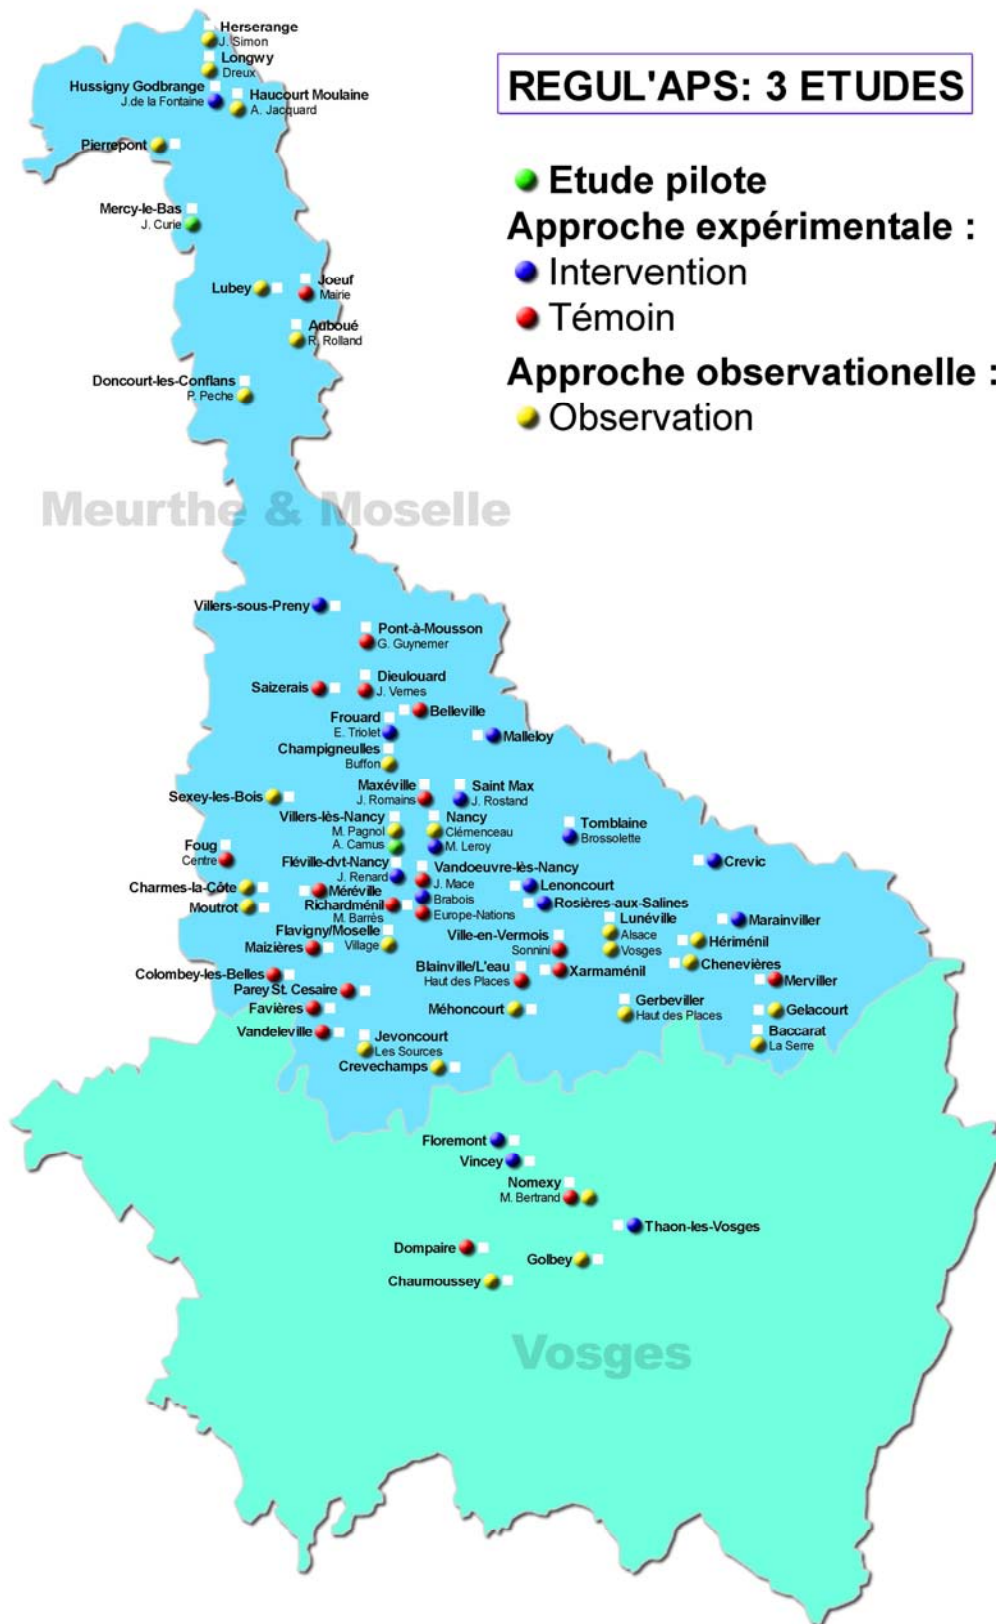 REGUL'APS: 3 ETUDES
Etude pilote
Approche expérimentale :
Intervention
Témoin
Approche observationelle :
Observation
Herserange
J. Simon
Longwy
Dreux
Hussigny Godbrange
J.de la Fontaine
Haucourt Moulaine
A. Jacquard
Pierrepont
Mercy-le-Bas
J. Curie
Lubey
Joeuf
Mairie
Auboué
R. Rolland
Doncourt-les-Conflans
P. Peche
Meurthe & Moselle
Villers-sous-Preny
Pont-à-Mousson
G. Guynemer
Dieulouard
J. Vernes
Saizerais
Belleville
Frouard
E. Triolet
Malleloy
Champigneulles
Buffon
Maxéville
J. Romains
Saint Max
J. Rostand
Sexey-les-Bois
Villers-lès-Nancy
M. Pagnol
A. Camus
Nancy
Clémenceau
M. Leroy
Tomblaine
Brossolette
Foug
Centre
Crevic
Fléville-dvt-Nancy
J. Renard
Vandoeuvre-lès-Nancy
J. Mace
Brabois
Europe-Nations
Charmes-la-Côte
Méréville
Lenoncourt
Moutrot
Richardménil
M. Barrès
Rosières-aux-Salines
Lunéville
Alsace
Vosges
Marainviller
Flavigny/Moselle
Village
Ville-en-Vermois
Sonnini
Hériménil
Maizières
Chenevières
Colombey-les-Belles
Blainville/L'eau
Haut des Places
Xarmaménil
Merviller
Parey St. Cesaire
Favières
Méhoncourt
Gerbeviller
Haut des Places
Gelacourt
Vandeleville
Jevoncourt
Les Sources
Baccarat
La Serre
Crevechamps
Floremont
Vincey
Nomexy
M. Bertrand
Thaon-les-Vosges
Dompaire
Golbey
Chaumoussey
Vosges